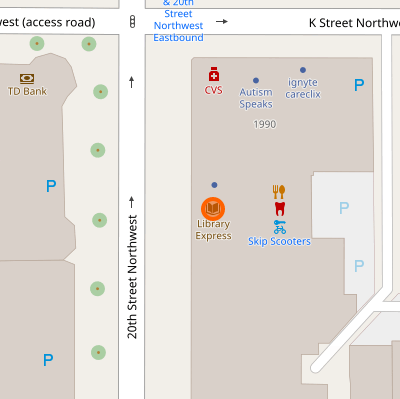 & 20th
Street
Northwest
Eastbound
west (access road)
K Street Northwe
TD Bank
CVS
Autism
Speaks
ignyte
careclix
1990
P
P
P
P
P
Library
Express
Skip Scooters
20th Street Northwest